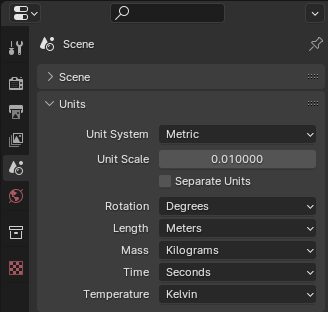 Scene
Scene
Units
Unit System Metric
Unit Scale 0.010000
Separate Units
Rotation Degrees
Length Meters
Mass Kilograms
Time Seconds
Temperature Kelvin